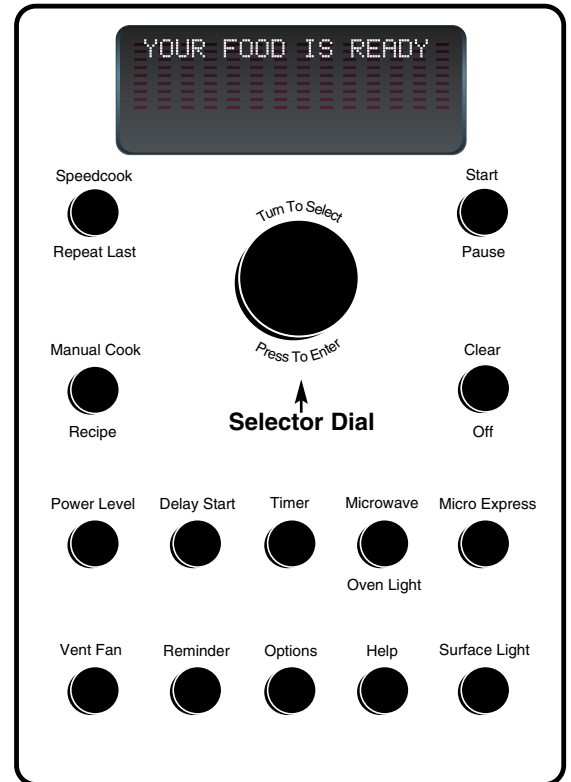 YOUR FOOD IS READY
Speedcook
Repeat Last
Turn To Select
Press To Enter
Start
Pause
Manual Cook
Recipe
Selector Dial
Clear
Off
Power Level
Delay Start
Timer
Microwave
Oven Light
Micro Express
Vent Fan
Reminder
Options
Help
Surface Light